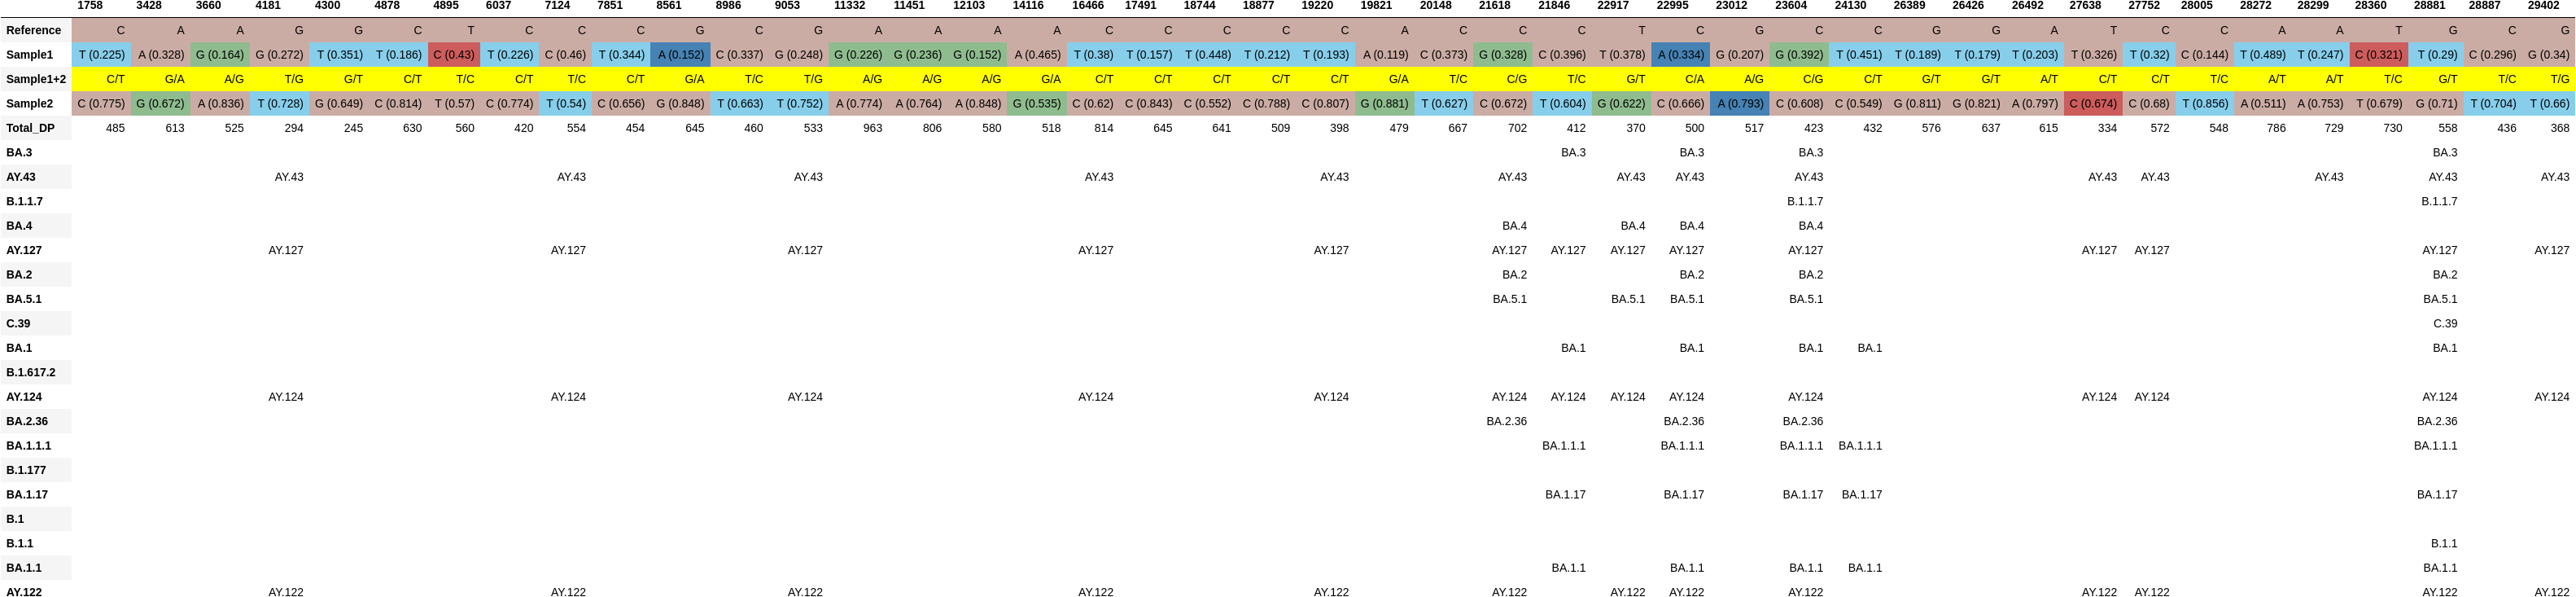 1758 3428 3660 4181 4300 4878 4895 6037 7124 7851 8561 8986 9053 11332 11451 12103 14116 16466 17491 18744 18877 19220 19821 20148 21618 21846 22917 22995 23012 23604 24130 26389 26426 26492 27638 27752 28005 28272 28299 28360 28881 28887 29402
Reference C A A G G C T C C C G C G A A A A C C C C C A C C C T C G C C G G A T C C A A T G C G
Sample1 T (0.225) A (0.328) G (0.164) G (0.272) T (0.351) T (0.186) C (0.43) T (0.226) C (0.46) T (0.344) A (0.152) C (0.337) G (0.248) G (0.226) G (0.236) G (0.152) A (0.465) T (0.38) T (0.157) T (0.448) T (0.212) T (0.193) A (0.119) C (0.373) G (0.328) C (0.396) T (0.378) A (0.334) G (0.207) G (0.392) T (0.451) T (0.189) T (0.179) T (0.203) T (0.326) T (0.32) C (0.144) T (0.489) T (0.247) C (0.321) T (0.29) C (0.296) G (0.34)
Sample1+2 C/T G/A A/G T/G G/T C/T T/C C/T T/C C/T G/A T/C T/G A/G A/G A/G G/A C/T C/T C/T C/T C/T G/A T/C C/G T/C G/T C/A A/G C/G C/T G/T G/T A/T C/T C/T T/C A/T A/T T/C G/T T/C T/G
Sample2 C (0.775) G (0.672) A (0.836) T (0.728) G (0.649) C (0.814) T (0.57) C (0.774) T (0.54) C (0.656) G (0.848) T (0.663) T (0.752) A (0.774) A (0.764) A (0.848) G (0.535) C (0.62) C (0.843) C (0.552) C (0.788) C (0.807) G (0.881) T (0.627) C (0.672) T (0.604) G (0.622) C (0.666) A (0.793) C (0.608) C (0.549) G (0.811) G (0.821) A (0.797) C (0.674) C (0.68) T (0.856) A (0.511) A (0.753) T (0.679) G (0.71) T (0.704) T (0.66)
Total_DP 485 613 525 294 245 630 560 420 554 454 645 460 533 963 806 580 518 814 645 641 509 398 479 667 702 412 370 500 517 423 432 576 637 615 334 572 548 786 729 730 558 436 368
BA.3 BA.3 BA.3 BA.3 BA.3
AY.43 AY.43 AY.43 AY.43 AY.43 AY.43 AY.43 AY.43 AY.43 AY.43 AY.43 AY.43 AY.43 AY.43 AY.43
B.1.1.7 B.1.1.7 B.1.1.7
BA.4 BA.4 BA.4 BA.4 BA.4
AY.127 AY.127 AY.127 AY.127 AY.127 AY.127 AY.127 AY.127 AY.127 AY.127 AY.127 AY.127 AY.127 AY.127 AY.127
BA.2 BA.2 BA.2 BA.2 BA.2
BA.5.1 BA.5.1 BA.5.1 BA.5.1 BA.5.1 BA.5.1
C.39 C.39
BA.1 BA.1 BA.1 BA.1 BA.1 BA.1
B.1.617.2
AY.124 AY.124 AY.124 AY.124 AY.124 AY.124 AY.124 AY.124 AY.124 AY.124 AY.124 AY.124 AY.124 AY.124 AY.124
BA.2.36 BA.2.36 BA.2.36 BA.2.36 BA.2.36
BA.1.1.1 BA.1.1.1 BA.1.1.1 BA.1.1.1 BA.1.1.1 BA.1.1.1
B.1.177
BA.1.17 BA.1.17 BA.1.17 BA.1.17 BA.1.17 BA.1.17
B.1
B.1.1 B.1.1
BA.1.1 BA.1.1 BA.1.1 BA.1.1 BA.1.1 BA.1.1
AY.122 AY.122 AY.122 AY.122 AY.122 AY.122 AY.122 AY.122 AY.122 AY.122 AY.122 AY.122 AY.122 AY.122